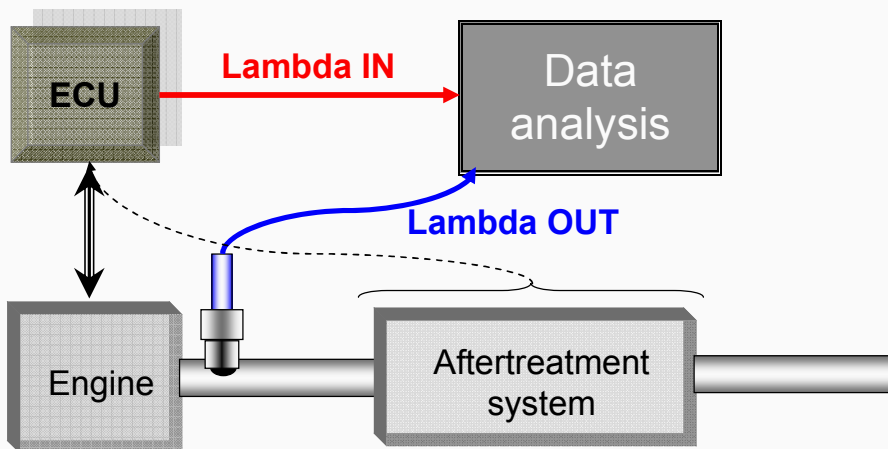 ECU
Lambda IN
Data
analysis
Lambda OUT
Engine
Aftertreatment
system